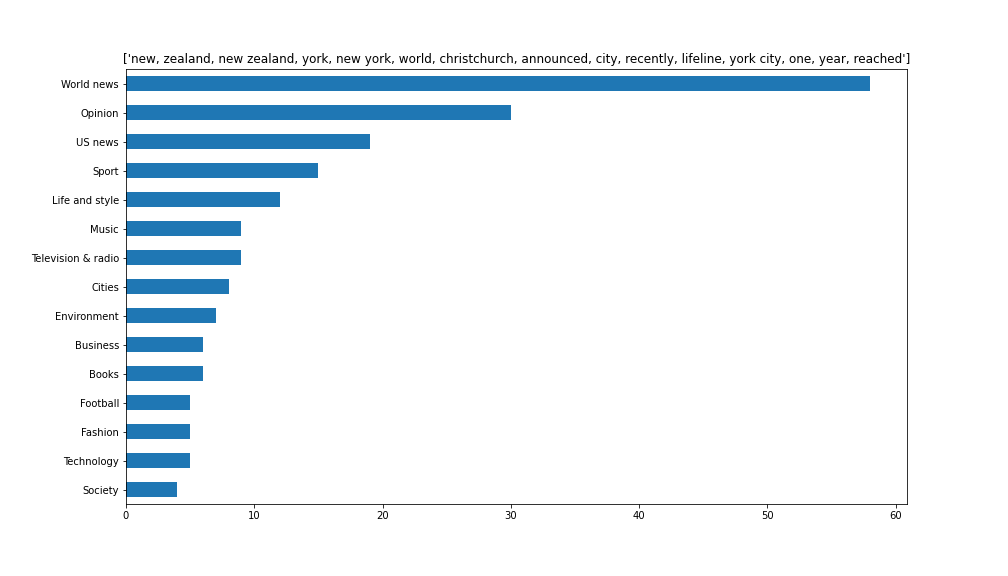 ['new, zealand, new zealand, york, new york, world, christchurch, announced, city, recently, lifeline, york city, one, year, reached']
World news
Opinion
US news
Sport
Life and style
Music
Television & radio
Cities
Environment
Business
Books
Football
Fashion
Technology
Society
0 10 20 30 40 50 60